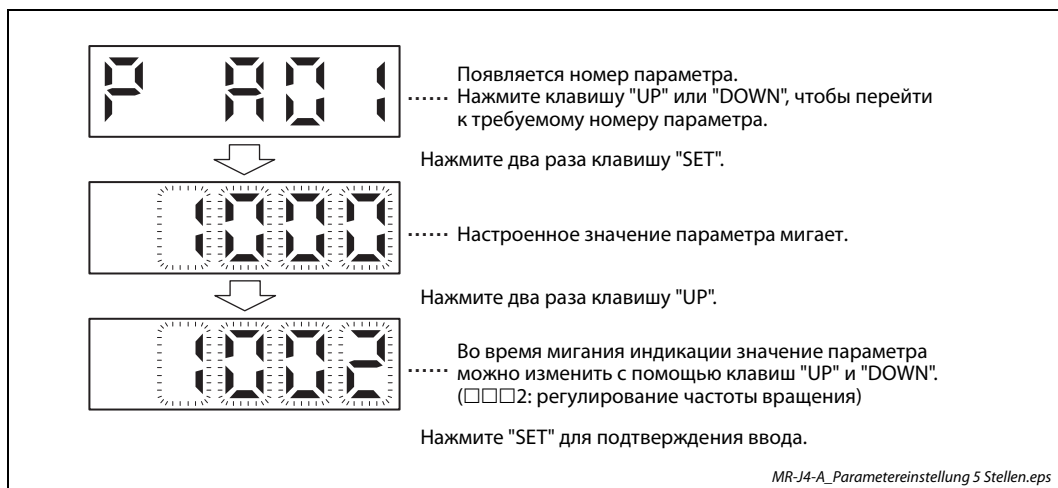 P A01
Появляется номер параметра.
Нажмите клавишу "UP" или "DOWN", чтобы перейти
к требуемому номеру параметра.
Нажмите два раза клавишу "SET".
1000
Настроенное значение параметра мигает.
Нажмите два раза клавишу "UP".
1002
Во время мигания индикации значение параметра
можно изменить с помощью клавиш "UP" и "DOWN".
(□□□2: регулирование частоты вращения)
Нажмите "SET" для подтверждения ввода.
MR-J4-A_Parametereinstellung 5 Stellen.eps